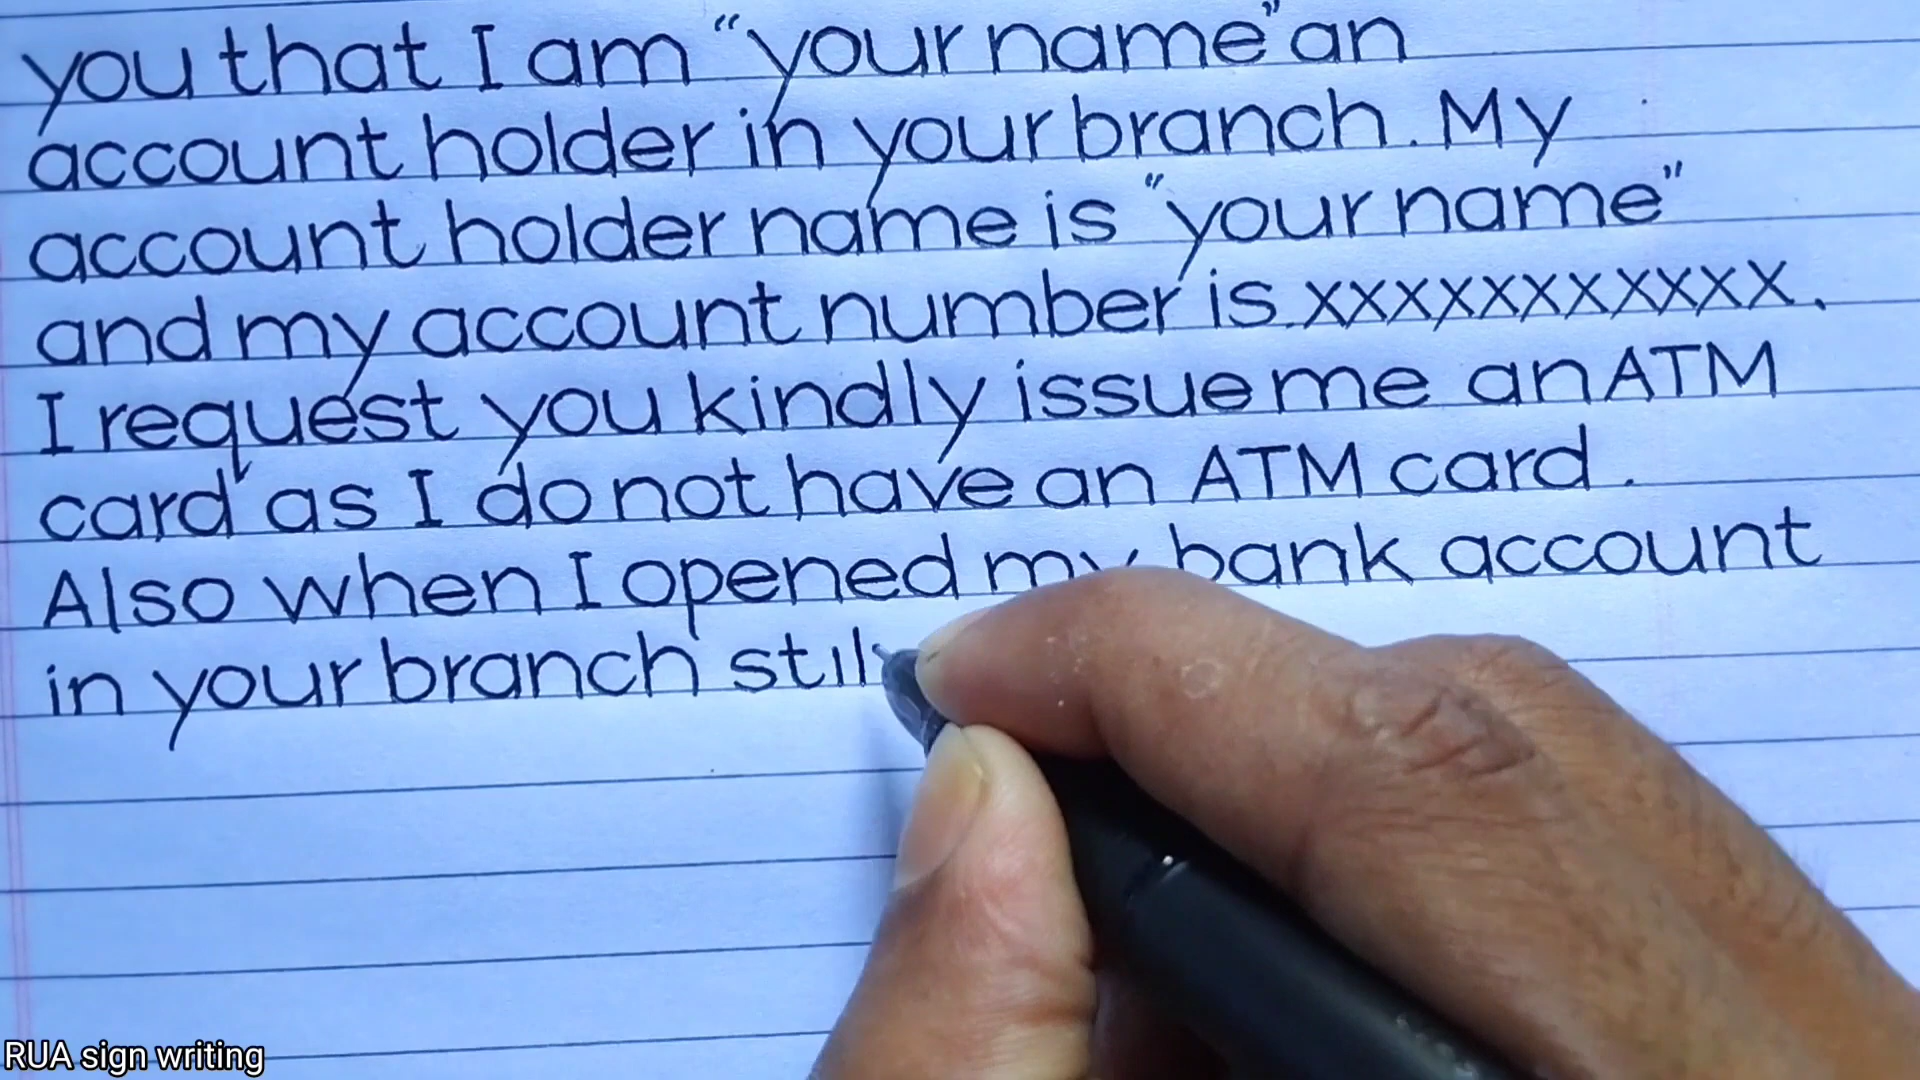 you that I am "your name" an
account holder in your branch. My
account holder name is "your name"
and my account number is xxxxxxxxxxx.
I request you kindly issue me an ATM
card as I do not have an ATM card.
Also when I opened my bank account
in your branch stil
RUA sign writing